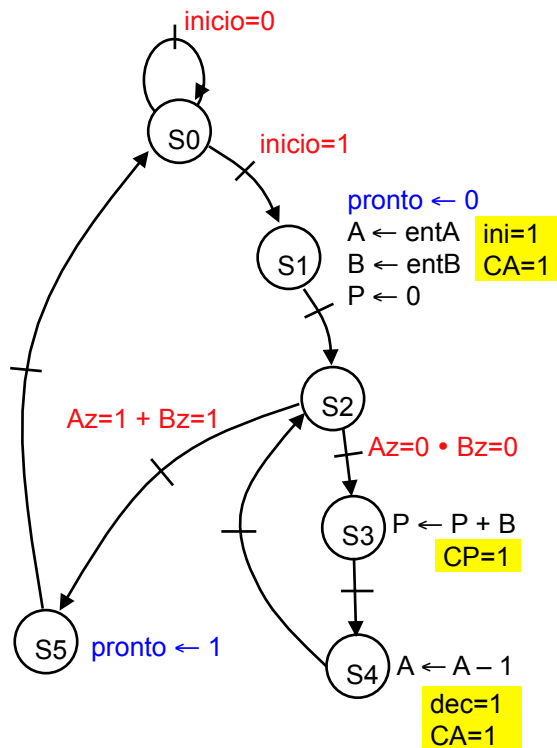 inicio=0
S0
inicio=1
pronto ← 0
A ← entA ini=1
S1
B ← entB CA=1
P ← 0
S2
Az=1 + Bz=1
Az=0 • Bz=0
S3 P ← P + B
CP=1
S5 pronto ← 1
S4 A ← A – 1
dec=1
CA=1